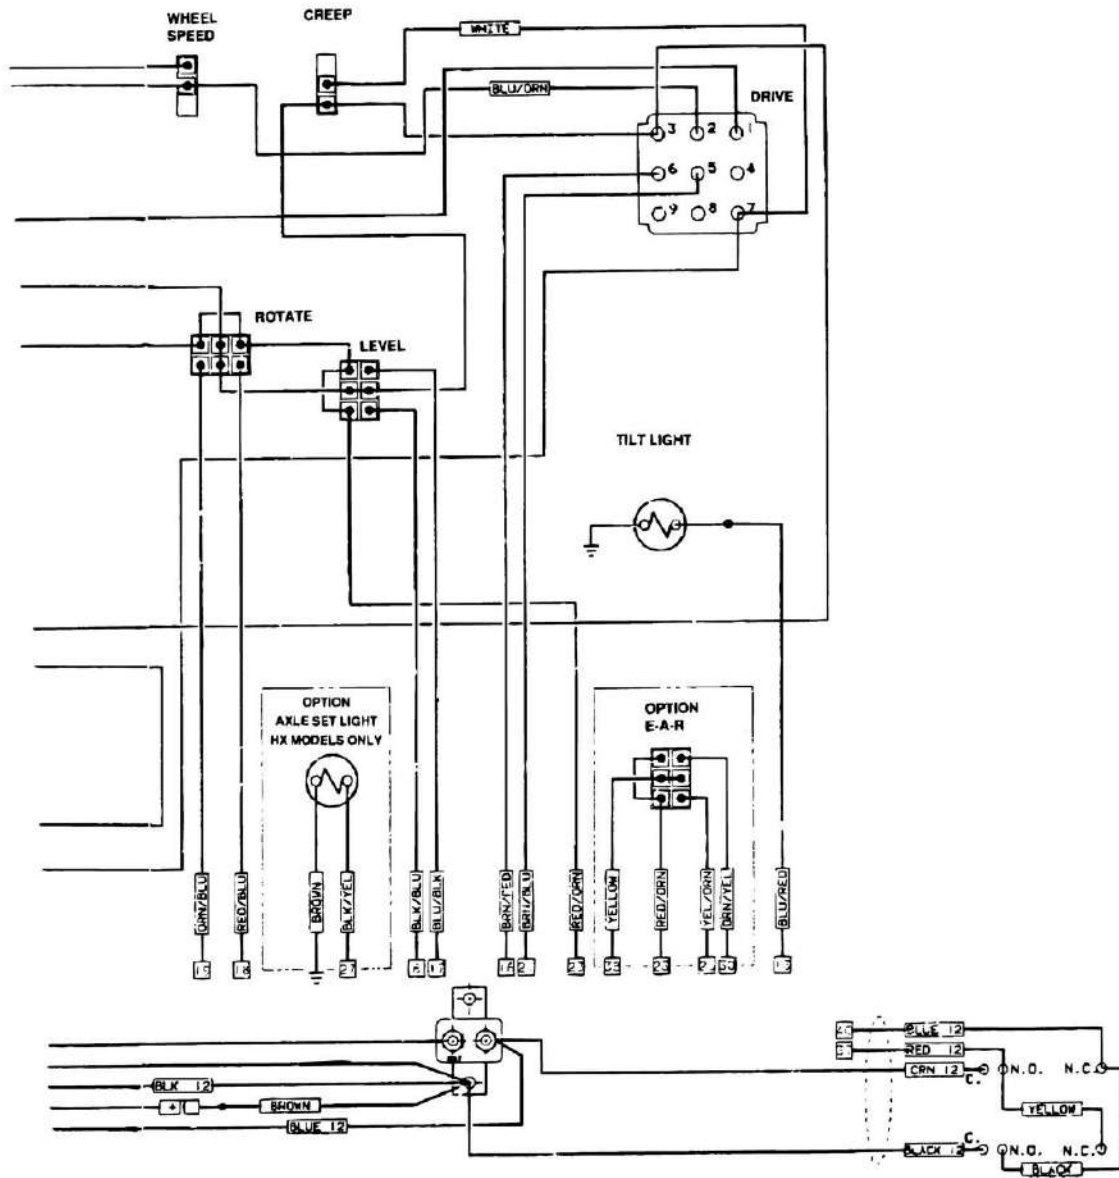 WHEEL
SPEED
CREEP
WHITE
BLU/ORN
DRIVE
3 2 1
6 5 4
9 8 7
ROTATE
LEVEL
TILT LIGHT
OPTION
AXLE SET LIGHT
HX MODELS ONLY
OPTION
E-A-R
ORN/BLU
RED/BLU
BROWN
BLK/YEL
BLK/BLU
BLU/BLK
BRN/RED
BRN/BLU
RED/ORN
YELLOW
RED/ORN
YEL/ORN
ORN/YEL
BLU/RED
19
18
27
BLUE 12
RED 12
ORN 12
C.
N.O.
N.C.
BLK 12
+
BROWN
BLUE 12
YELLOW
BLACK 12
C.
N.O.
N.C.
BLACK